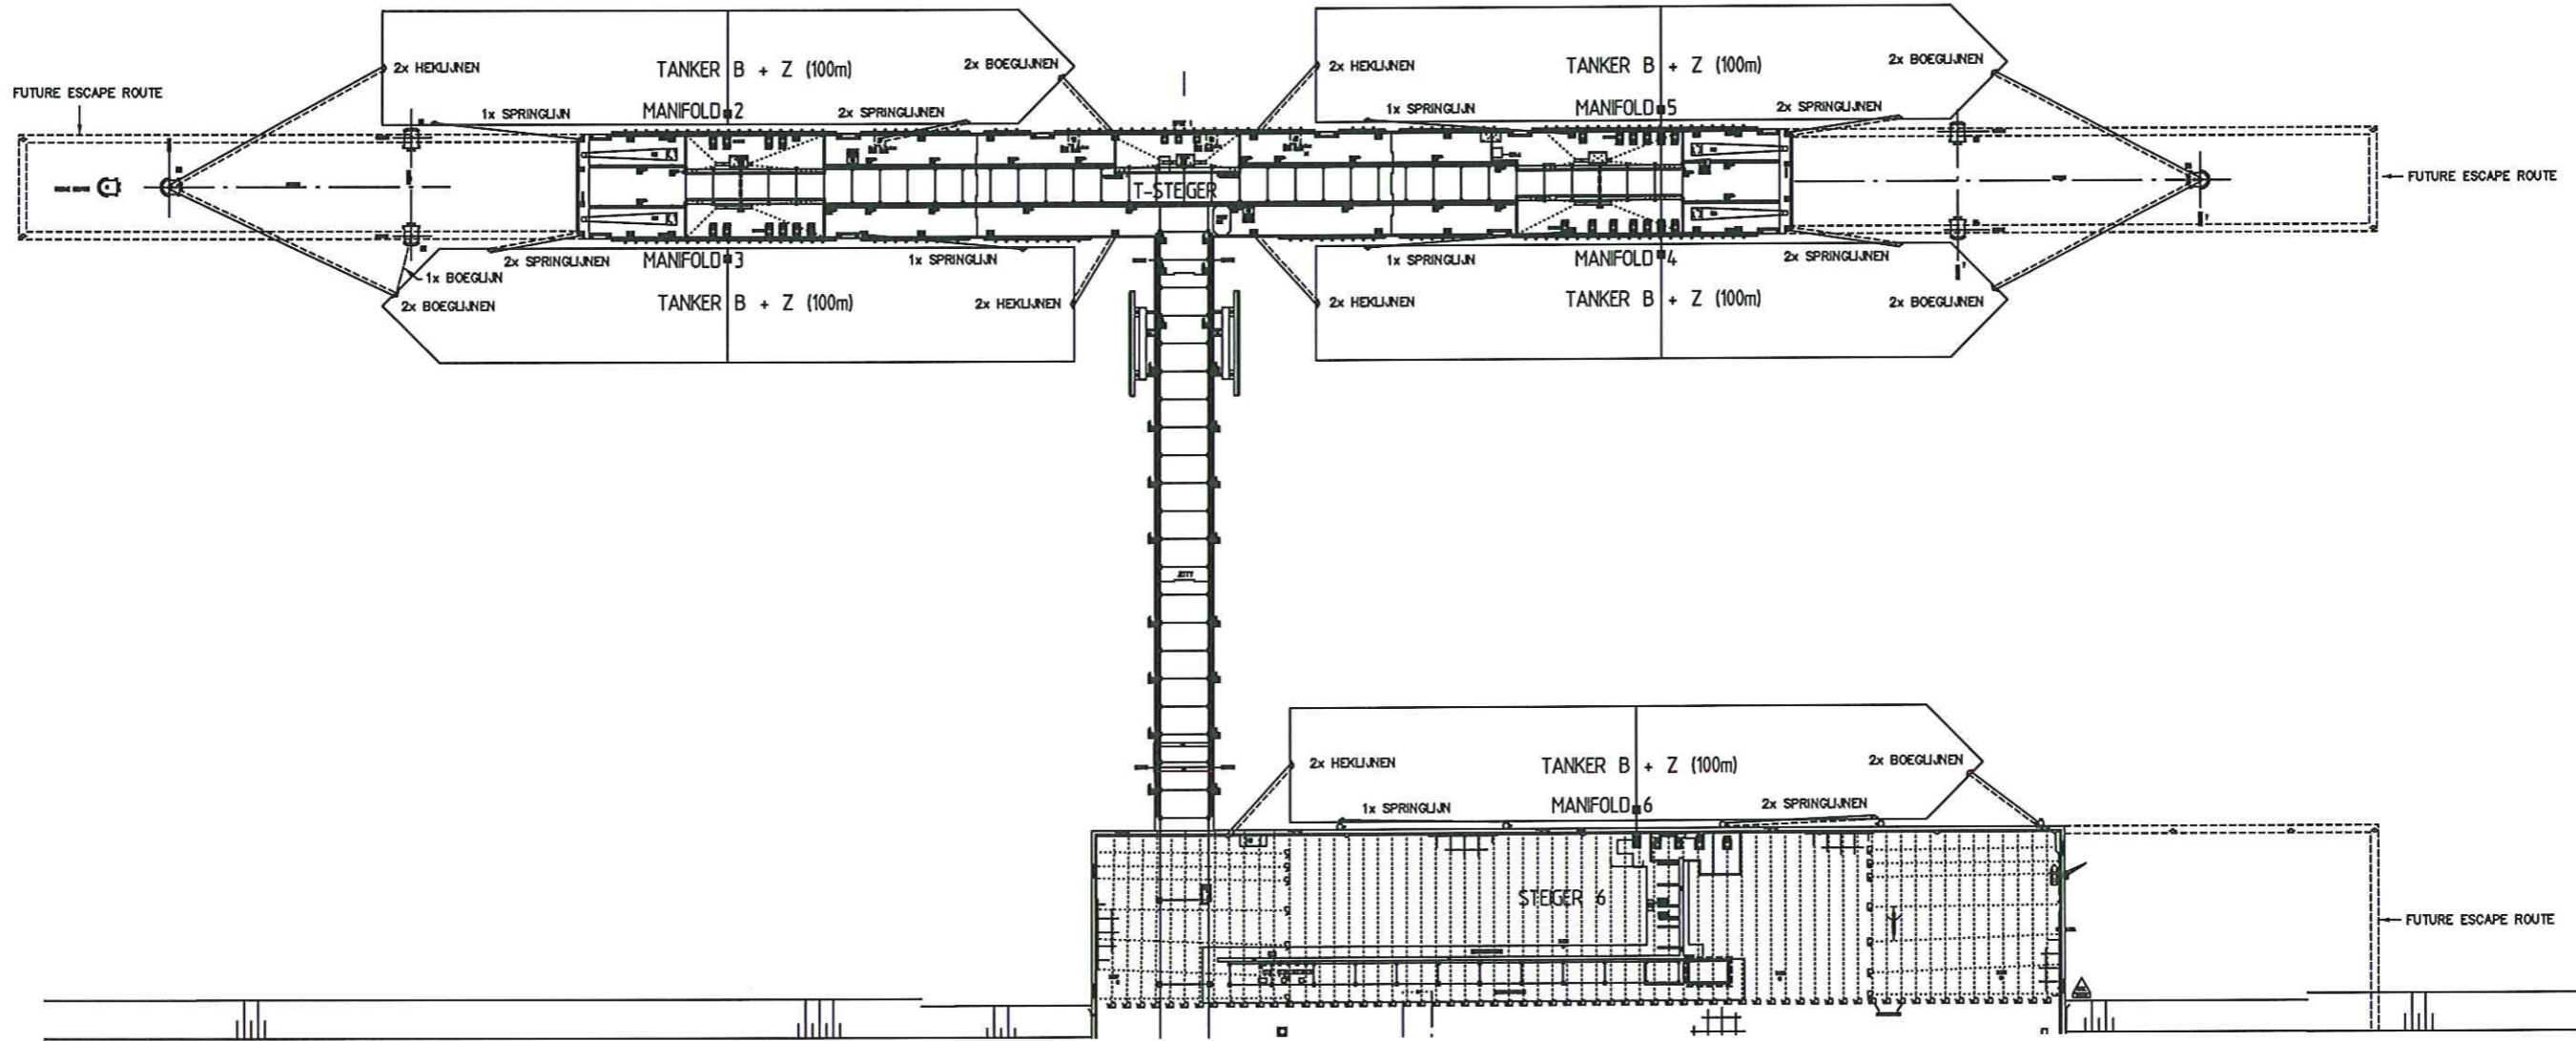 FUTURE ESCAPE ROUTE
2x HEKLIJNEN
TANKER B + Z (100m)
2x BOEGLIJNEN
1x SPRINGLIJN
MANIFOLD 2
2x SPRINGLIJNEN
2x HEKLIJNEN
TANKER B + Z (100m)
2x BOEGLIJNEN
1x SPRINGLIJN
MANIFOLD 5
2x SPRINGLIJNEN
T-STEIGER
FUTURE ESCAPE ROUTE
2x SPRINGLIJNEN
MANIFOLD 3
1x SPRINGLIJN
1x BOEGLIJN
2x BOEGLIJNEN
TANKER B + Z (100m)
2x HEKLIJNEN
1x SPRINGLIJN
MANIFOLD 4
2x SPRINGLIJNEN
2x HEKLIJNEN
TANKER B + Z (100m)
2x BOEGLIJNEN
JETTY
2x HEKLIJNEN
TANKER B + Z (100m)
2x BOEGLIJNEN
1x SPRINGLIJN
MANIFOLD 6
2x SPRINGLIJNEN
STEIGER 6
FUTURE ESCAPE ROUTE